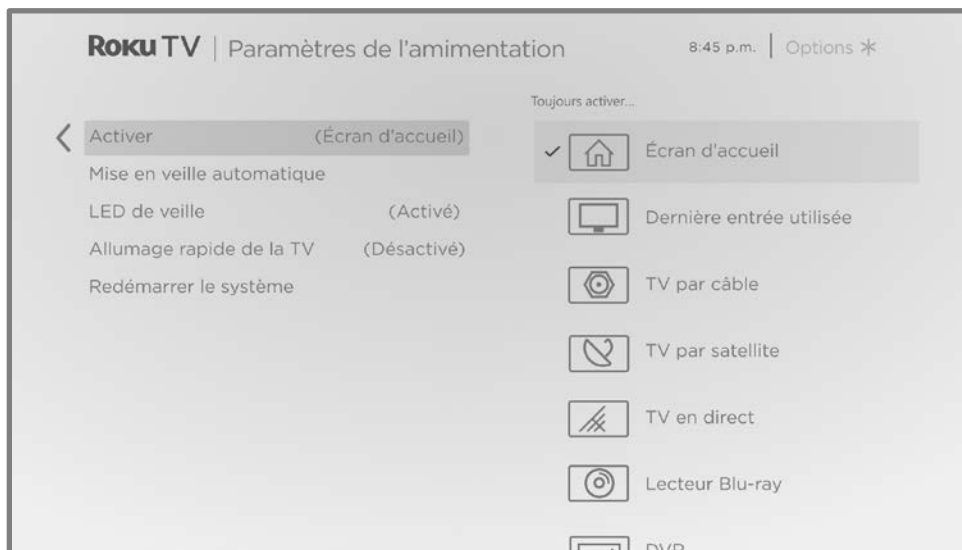 Roku TV | Paramètres de l'amimentation
8:45 p.m. | Options
Toujours activer...
Activer (Écran d'accueil)
Mise en veille automatique
LED de veille (Activé)
Allumage rapide de la TV (Désactivé)
Redémarrer le système
Écran d'accueil
Dernière entrée utilisée
TV par câble
TV par satellite
TV en direct
Lecteur Blu-ray
DVR